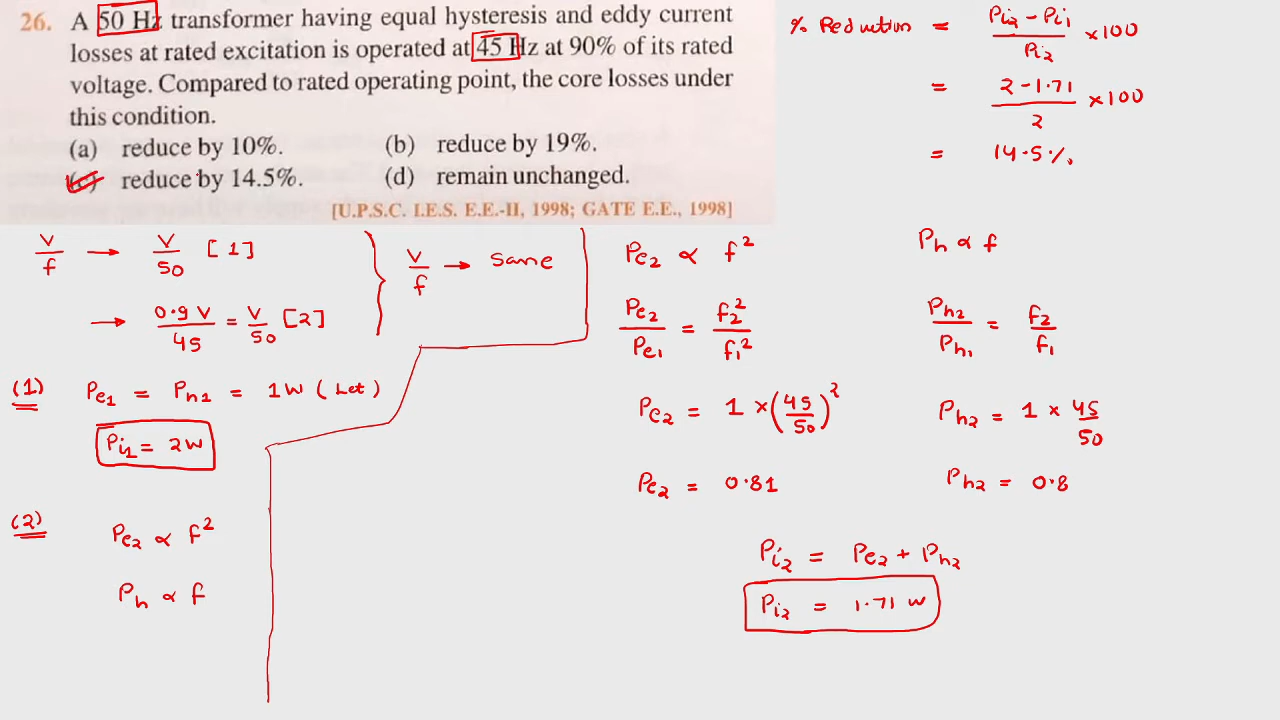 26. A 50 Hz transformer having equal hysteresis and eddy current
losses at rated excitation is operated at 45 Hz at 90% of its rated
voltage. Compared to rated operating point, the core losses under
this condition.
(a) reduce by 10%. (b) reduce by 19%.
(c) reduce by 14.5%. (d) remain unchanged.
[U.P.S.C. I.E.S. E.E.-II, 1998; GATE E.E., 1998]
% Reduction = (Pi2 - Pi1)/Pi2 × 100
= (2 - 1.71)/2 × 100
= 14.5 %
V/f → V/50 [1]
→ 0.9 V/45 = V/50 [2]
V/f → Same
(1) Pe1 = Ph1 = 1W (Let)
Pi1 = 2W
(2) Pe2 ∝ f²
Ph ∝ f
Pe2 ∝ f²
Pe2/Pe1 = f2²/f1²
Pe2 = 1 × (45/50)²
Pe2 = 0.81
Ph ∝ f
Ph2/Ph1 = f2/f1
Ph2 = 1 × 45/50
Ph2 = 0.8
Pi2 = Pe2 + Ph2
Pi2 = 1.71 W